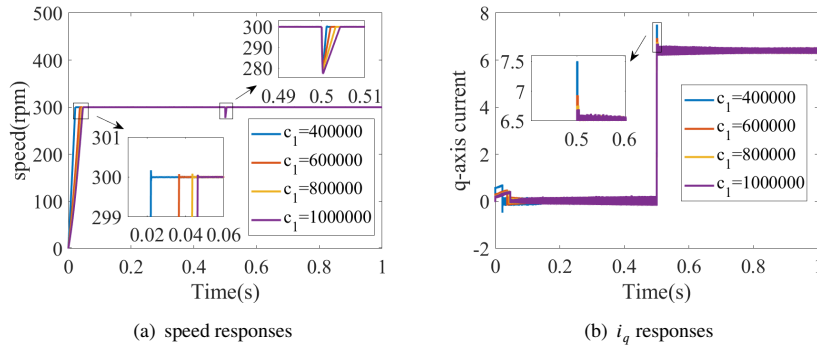 500
400
300
200
100
0
speed(rpm)
0 0.2 0.4 0.6 0.8 1
Time(s)
300
290
280
0.49 0.5 0.51
301
300
299
0.02 0.04 0.06
c1=400000
c1=600000
c1=800000
c1=1000000
(a) speed responses
8
6
4
2
0
-2
q-axis current
0 0.2 0.4 0.6 0.8 1
Time(s)
7.5
7
6.5
0.5 0.6
c1=400000
c1=600000
c1=800000
c1=1000000
(b) iq responses